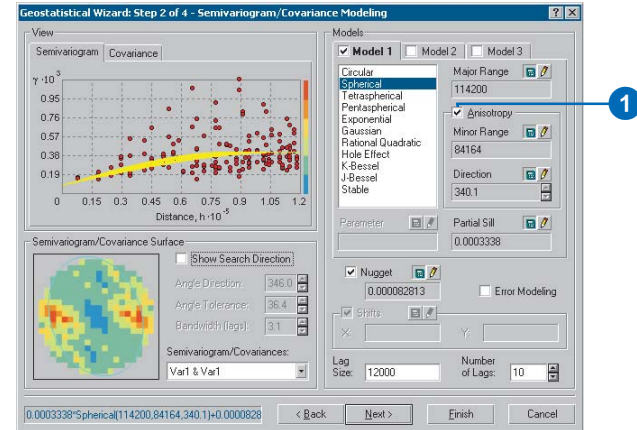 Geostatistical Wizard: Step 2 of 4 - Semivariogram/Covariance Modeling
View
Semivariogram Covariance
γ·10 3
0.95
0.76
0.57
0.38
0.19
0 0.15 0.3 0.45 0.6 0.75 0.9 1.05 1.2
Distance, h·10 -5
Semivariogram/Covariance Surface
Show Search Direction
Angle Direction: 346.0
Angle Tolerance: 36.4
Bandwidth (lags): 3.1
Semivariogram/Covariances:
Var1 & Var1
Models
Model 1 Model 2 Model 3
Circular
Spherical
Tetraspherical
Pentaspherical
Exponential
Gaussian
Rational Quadratic
Hole Effect
K-Bessel
J-Bessel
Stable
Major Range
114200
Anisotropy
1
Minor Range
84164
Direction
340.1
Parameter
Partial Sill
0.0003338
Nugget
0.000082813
Error Modeling
Shifts
X: Y:
Lag Size: 12000
Number of Lags: 10
0.0003338*Spherical(114200,84164,340.1)+0.0000828
< Back Next > Finish Cancel